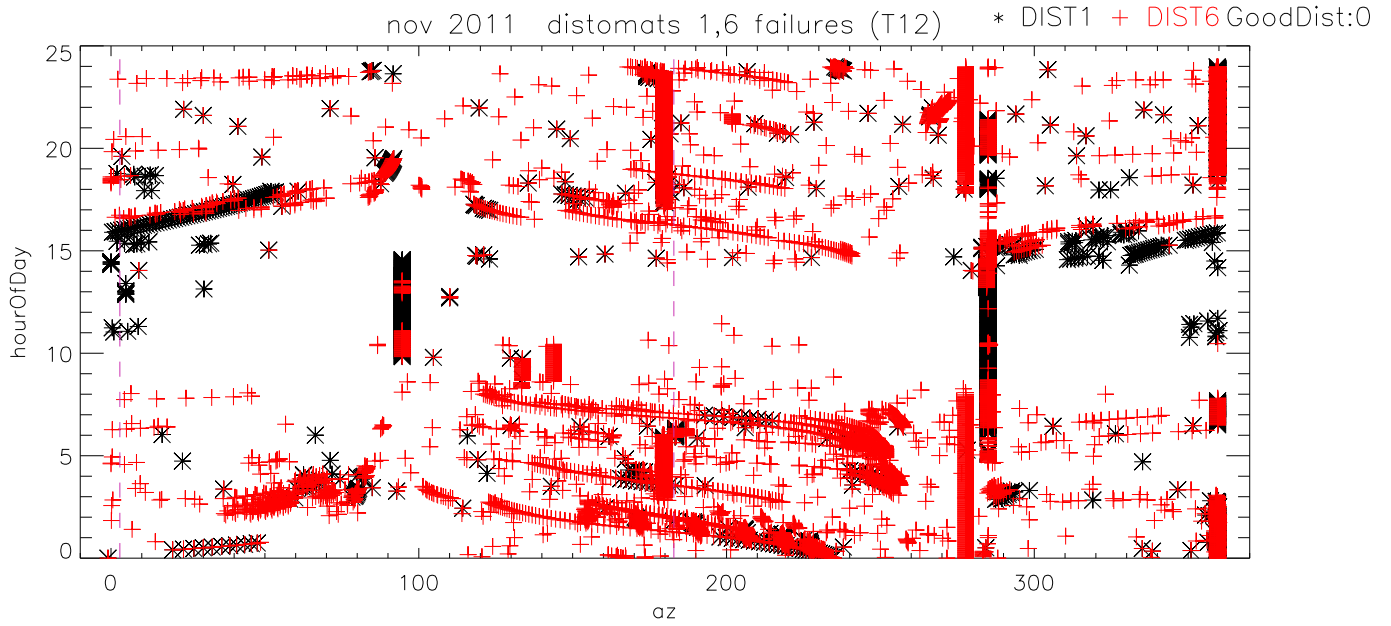 nov 2011 distomats 1,6 failures (T12)
* DIST1 + DIST6 GoodDist:0
25
20
15
10
5
0
hourOfDay
0 100 200 300
az